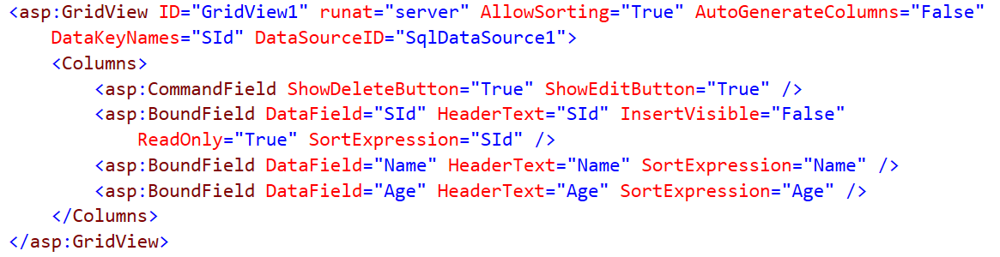 <asp:GridView ID="GridView1" runat="server" AllowSorting="True" AutoGenerateColumns="False"
    DataKeyNames="SId" DataSourceID="SqlDataSource1">
    <Columns>
        <asp:CommandField ShowDeleteButton="True" ShowEditButton="True" />
        <asp:BoundField DataField="SId" HeaderText="SId" InsertVisible="False"
            ReadOnly="True" SortExpression="SId" />
        <asp:BoundField DataField="Name" HeaderText="Name" SortExpression="Name" />
        <asp:BoundField DataField="Age" HeaderText="Age" SortExpression="Age" />
    </Columns>
</asp:GridView>